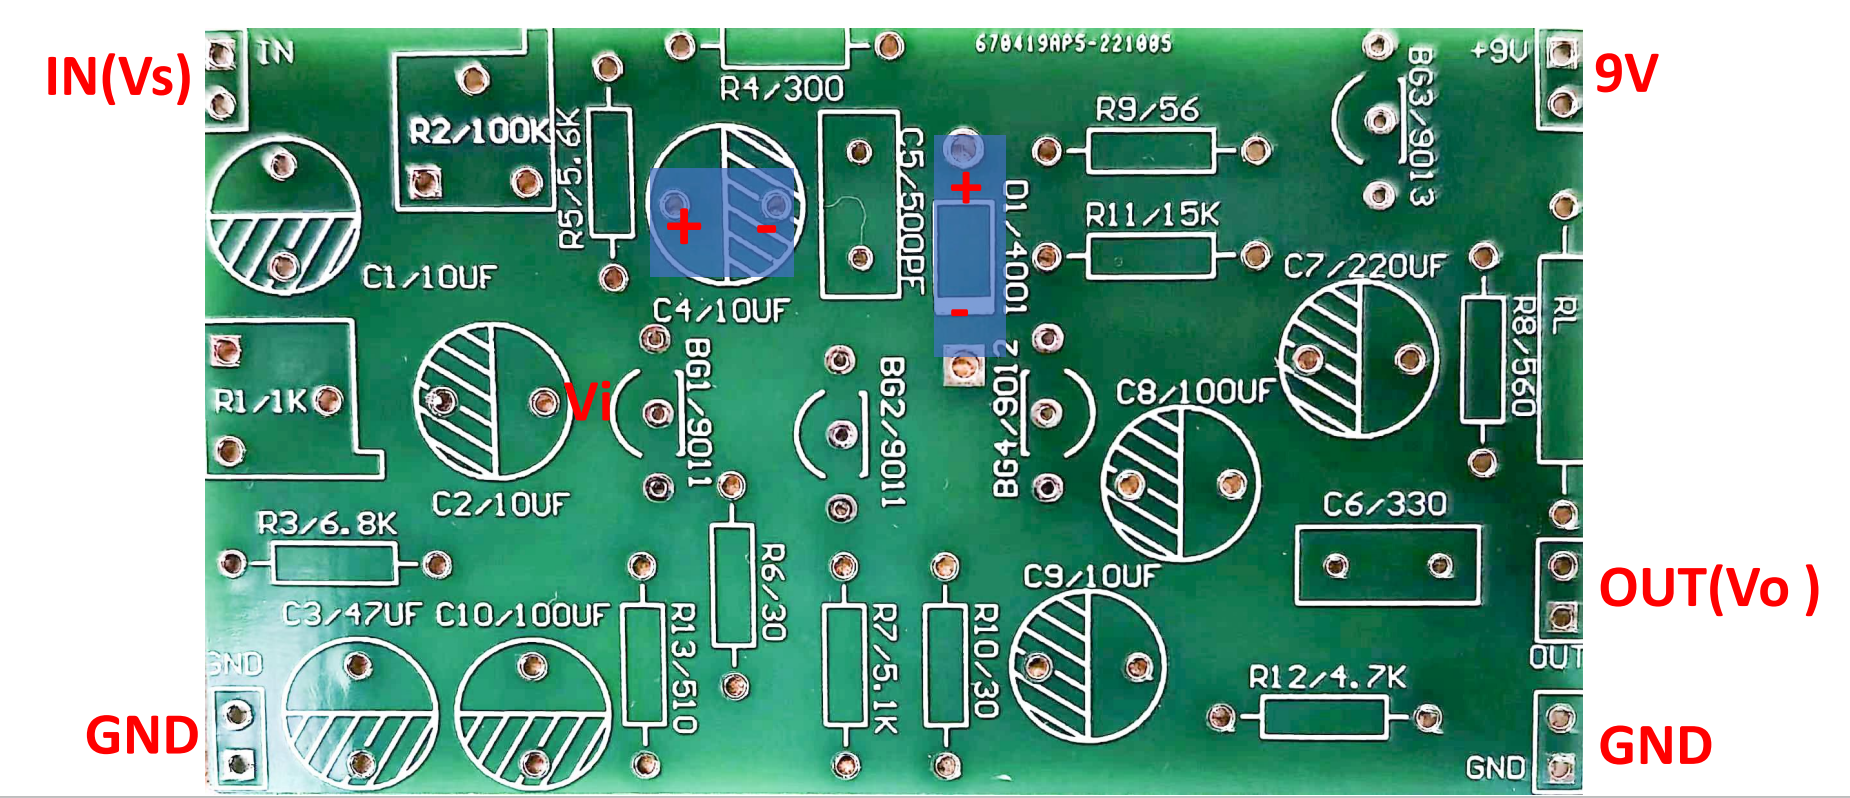 IN(Vs)
IN
R2/100K
R5/5.6K
R4/300
670419APS-221005
+9V
9V
R9/56
BG3/9013
C5/500PF
+
D1/4001
-
R11/15K
+ -
C1/10UF
C4/10UF
C7/220UF
R8/560
RL
R1/1K
Vi
BG1/9011
BG2/9011
BG4/9012
C8/100UF
C2/10UF
R3/6.8K
C6/330
R6/30
C9/10UF
OUT(Vo )
C3/47UF
C10/100UF
R13/510
R7/5.1K
R10/30
OUT
GND
R12/4.7K
GND
GND
GND